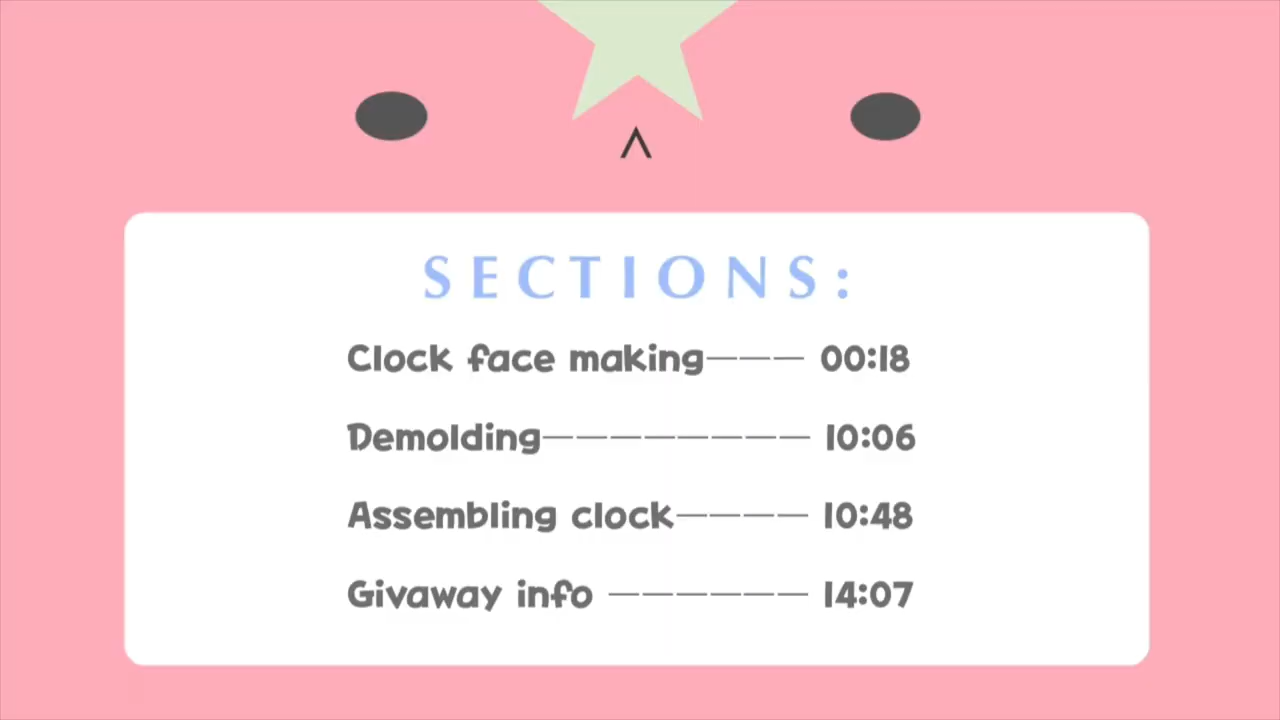 SECTIONS:
Clock face making——— 00:18
Demolding———————— 10:06
Assembling clock———— 10:48
Givaway info —————— 14:07